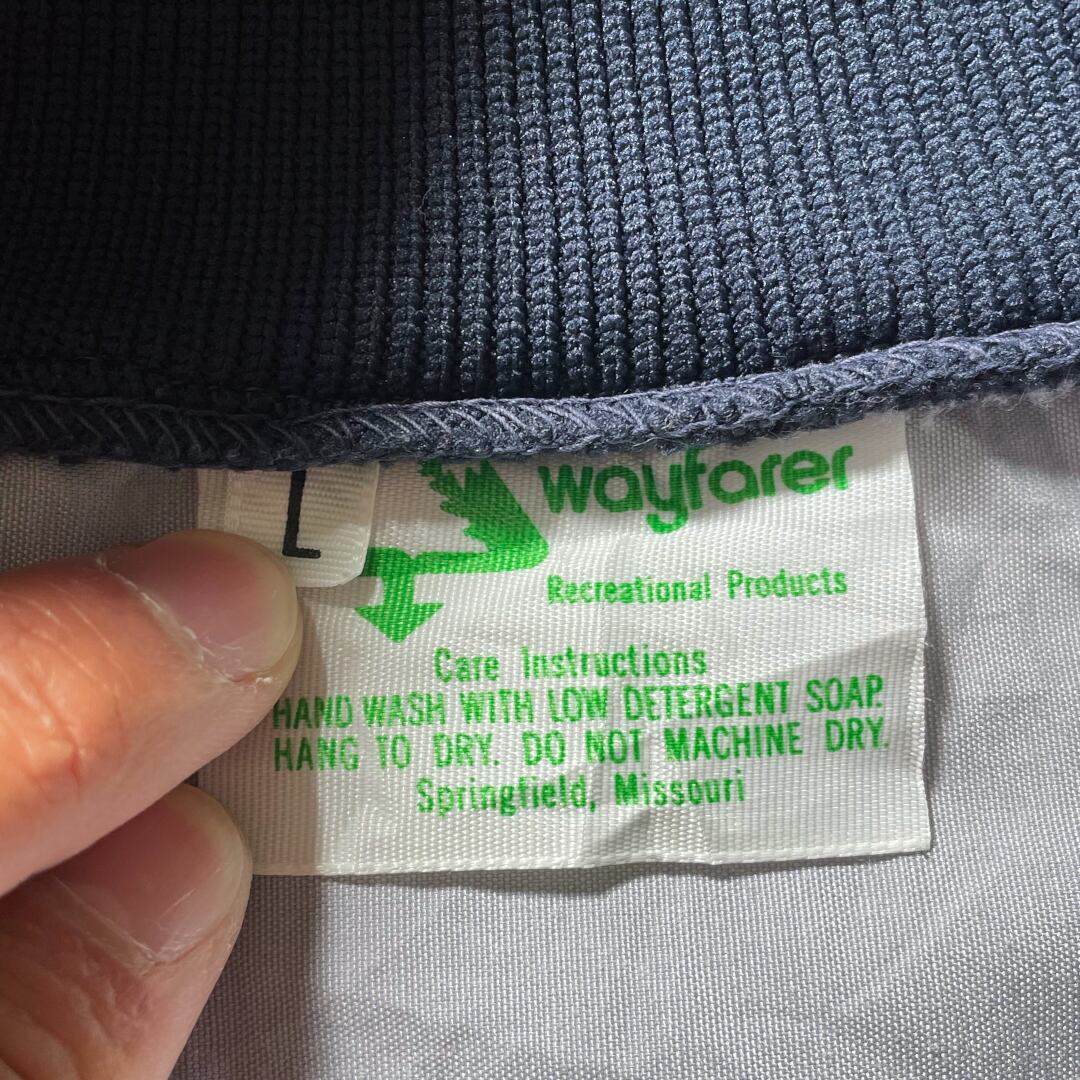 L
wayfarer
Recreational Products
Care Instructions
HAND WASH WITH LOW DETERGENT SOAP.
HANG TO DRY. DO NOT MACHINE DRY.
Springfield, Missouri